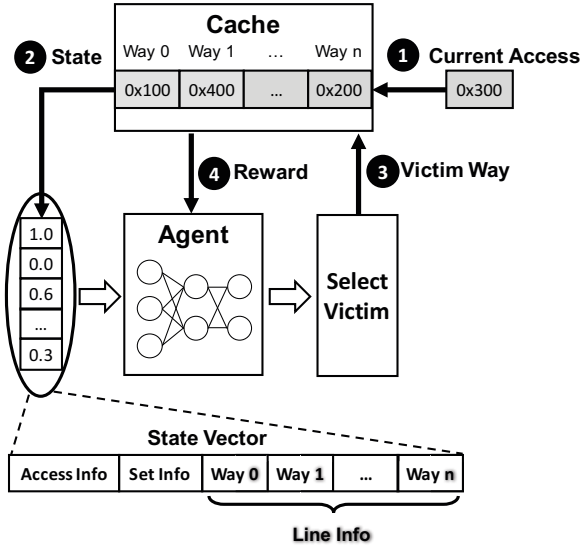 Cache
Way 0 Way 1 ... Way n
1 Current Access
2 State
0x100 0x400 ... 0x200
0x300
4 Reward
3 Victim Way
1.0
0.0
0.6
...
0.3
Agent
Select
Victim
State Vector
Access Info Set Info Way 0 Way 1 ... Way n
Line Info